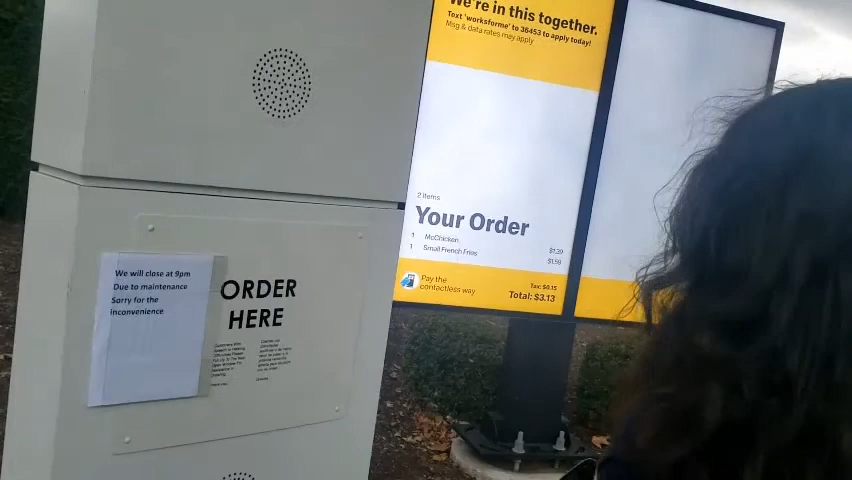 We're in this together.
Text 'worksforme' to 36453 to apply today!
Msg & data rates may apply
2 Items
Your Order
1 McChicken $1.39
1 Small French Fries $1.59
Pay the
contactless way
Tax: $0.15
Total: $3.13
We will close at 9pm
Due to maintenance
Sorry for the
inconvenience
ORDER
HERE